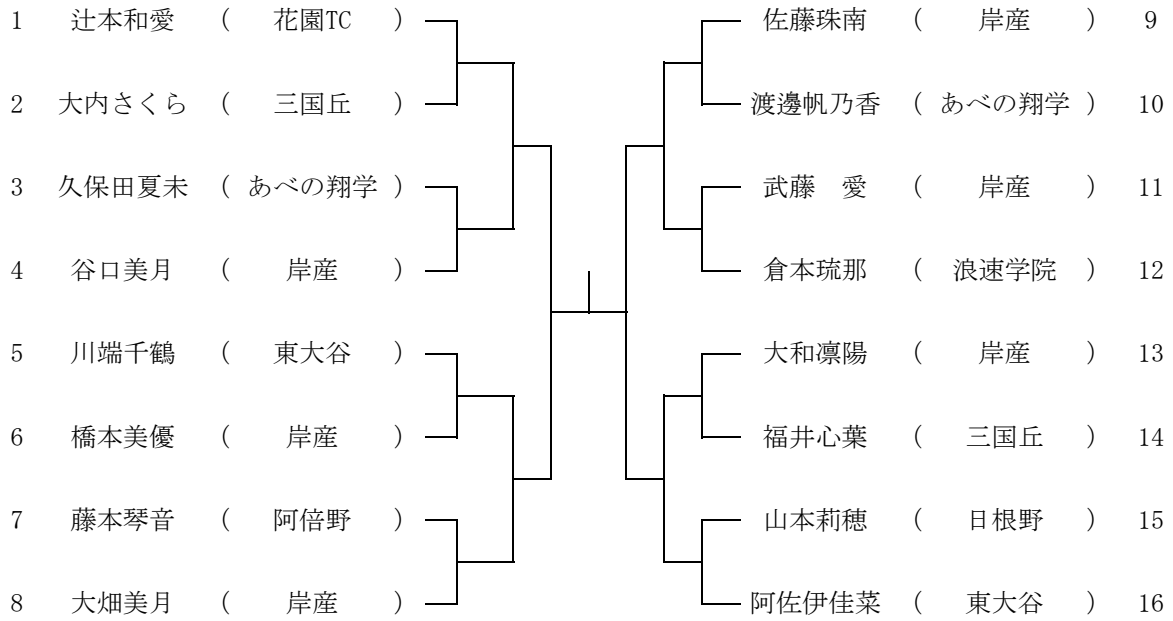 1 辻本和愛 ( 花園TC ) 佐藤珠南 ( 岸産 ) 9
2 大内さくら ( 三国丘 ) 渡邊帆乃香 ( あべの翔学 ) 10
3 久保田夏未 ( あべの翔学 ) 武藤 愛 ( 岸産 ) 11
4 谷口美月 ( 岸産 ) 倉本琉那 ( 浪速学院 ) 12
5 川端千鶴 ( 東大谷 ) 大和凛陽 ( 岸産 ) 13
6 橋本美優 ( 岸産 ) 福井心葉 ( 三国丘 ) 14
7 藤本琴音 ( 阿倍野 ) 山本莉穂 ( 日根野 ) 15
8 大畑美月 ( 岸産 ) 阿佐伊佳菜 ( 東大谷 ) 16